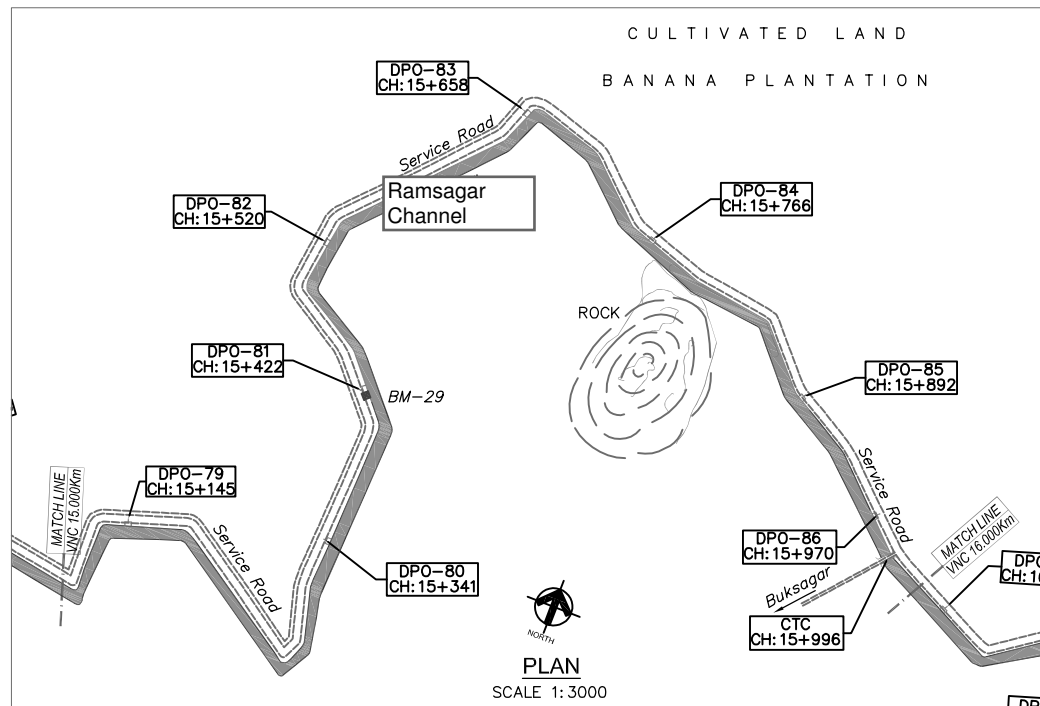 CULTIVATED LAND
BANANA PLANTATION
DPO-83
CH:15+658
Service Road
Ramsagar
Channel
DPO-82
CH:15+520
DPO-84
CH:15+766
ROCK
DPO-81
CH:15+422
BM-29
DPO-85
CH:15+892
MATCH LINE
VNC 15.000Km
DPO-79
CH:15+145
Service Road
Service Road
DPO-86
CH:15+970
MATCH LINE
VNC 16.000Km
DPO-80
CH:15+341
Buksagar
CTC
CH:15+996
NORTH
PLAN
SCALE 1:3000